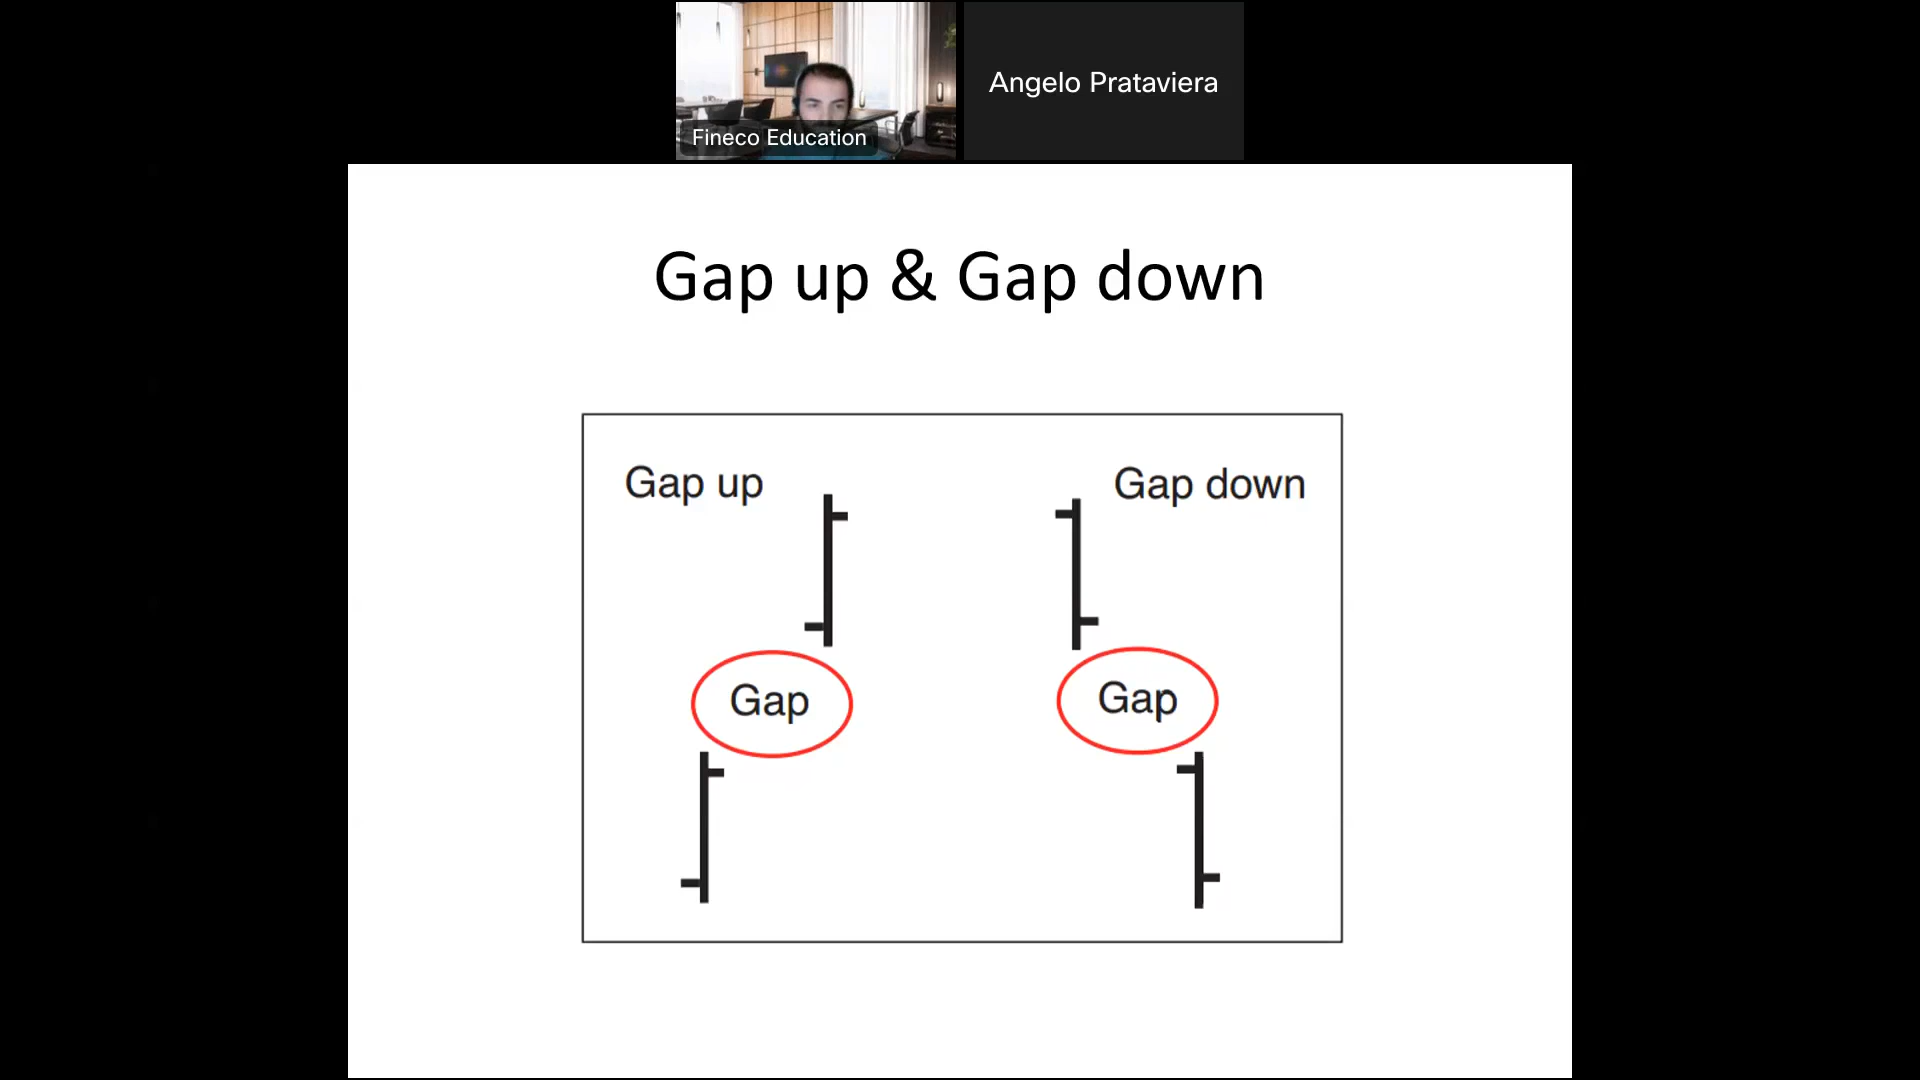 Fineco Education
Angelo Prataviera
Gap up & Gap down
Gap up
Gap down
Gap
Gap